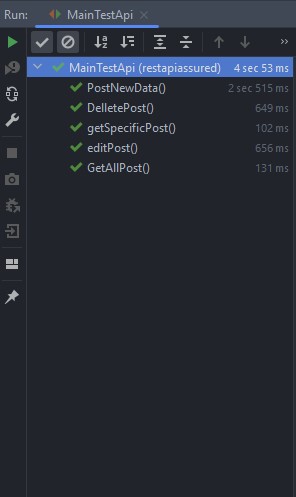 Run: MainTestApi
MainTestApi (restapiassured) 4 sec 53 ms
PostNewData() 2 sec 515 ms
DelletePost() 649 ms
getSpecificPost() 102 ms
editPost() 656 ms
GetAllPost() 131 ms